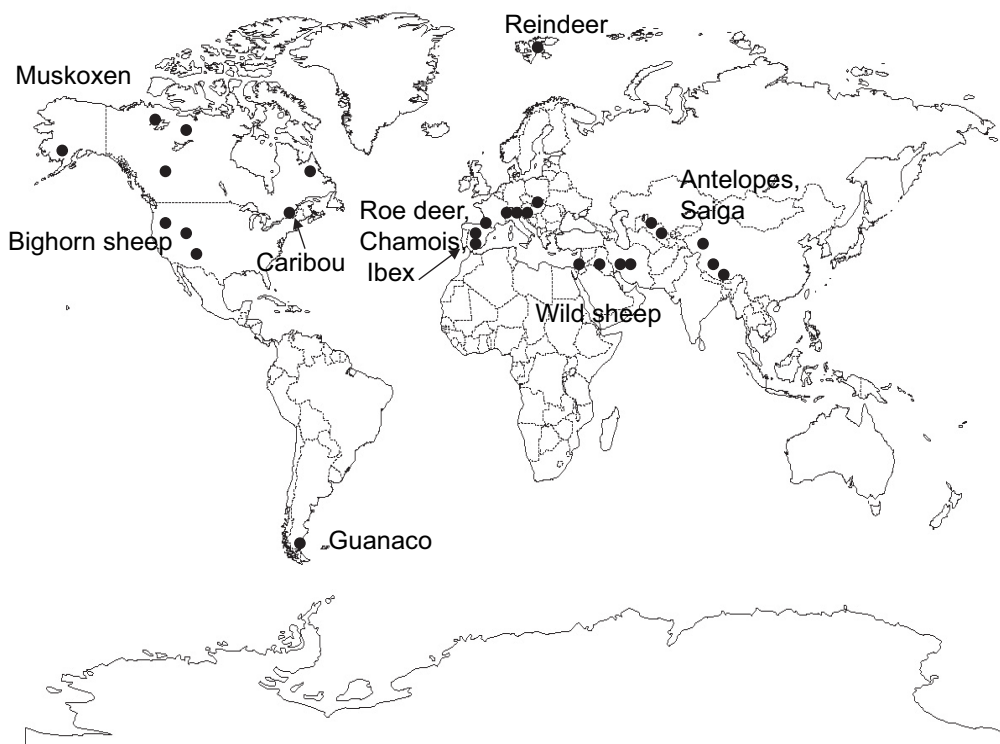 Reindeer
Muskoxen
Antelopes,
Saiga
Roe deer,
Chamois
Ibex
Bighorn sheep
Caribou
Wild sheep
Guanaco